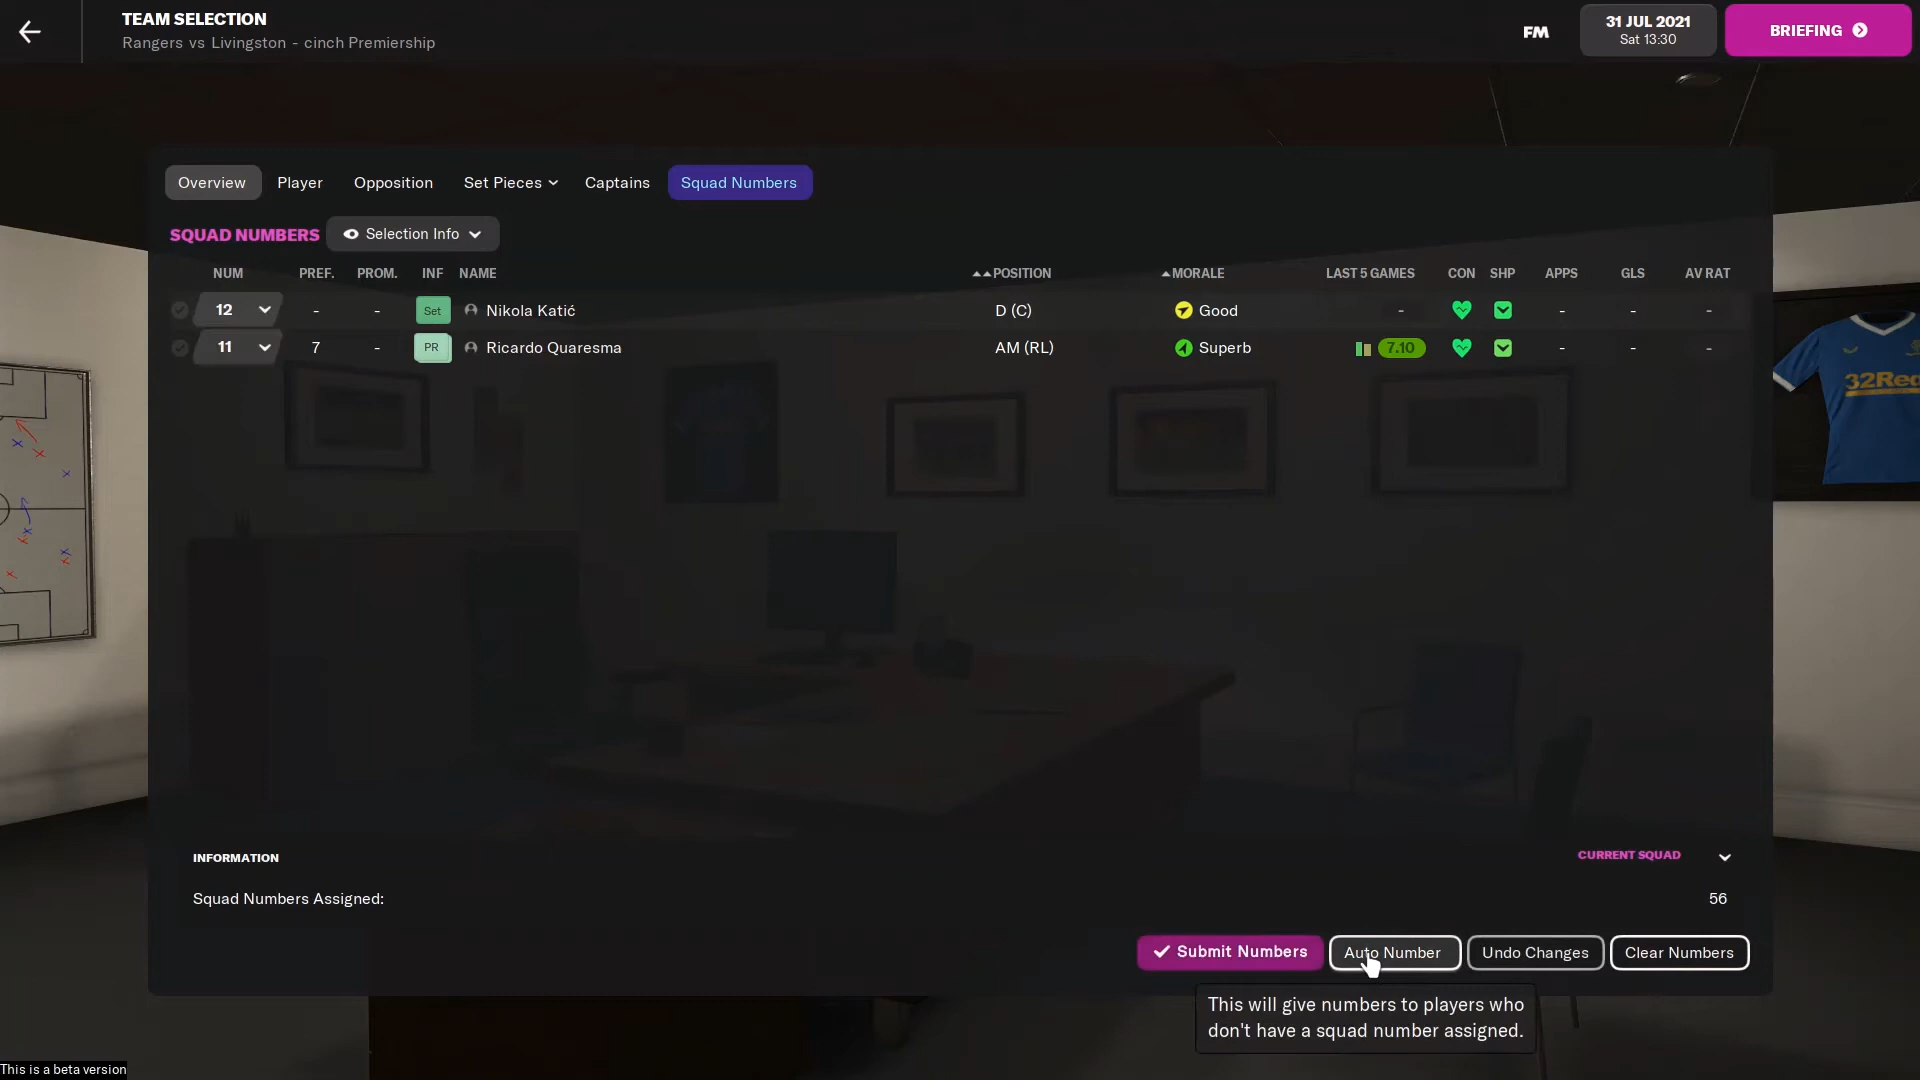 TEAM SELECTION
Rangers vs Livingston - cinch Premiership
FM
31 JUL 2021
Sat 13:30
BRIEFING
Overview
Player
Opposition
Set Pieces
Captains
Squad Numbers
SQUAD NUMBERS
Selection Info
NUM PREF. PROM. INF NAME POSITION MORALE LAST 5 GAMES CON SHP APPS GLS AV RAT
12 - - Set Nikola Katić D (C) Good - - - -
11 7 - PR Ricardo Quaresma AM (RL) Superb 7.10 - - -
32Red
INFORMATION
CURRENT SQUAD
Squad Numbers Assigned: 56
Submit Numbers
Auto Number
Undo Changes
Clear Numbers
This will give numbers to players who
don't have a squad number assigned.
This is a beta version